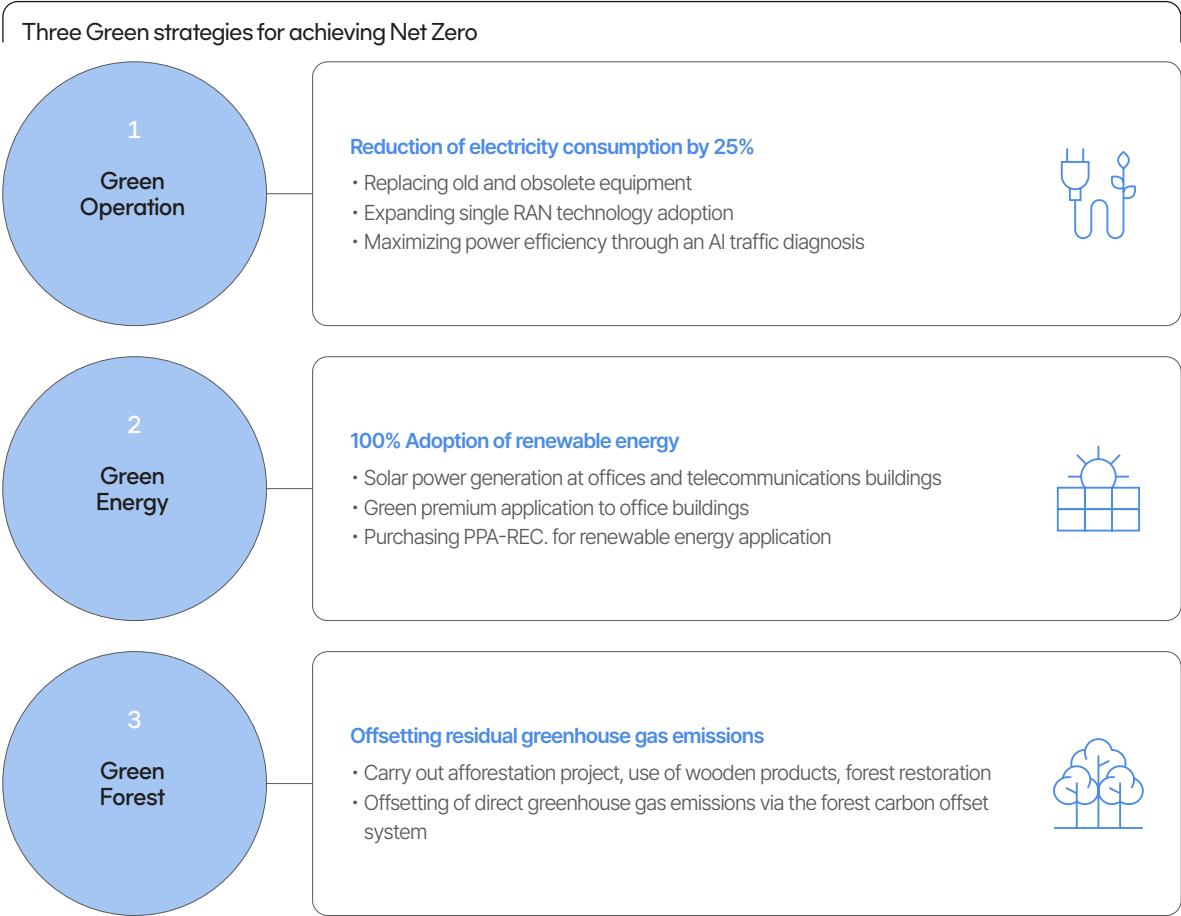 Three Green strategies for achieving Net Zero
1
Green
Operation
Reduction of electricity consumption by 25%
· Replacing old and obsolete equipment
· Expanding single RAN technology adoption
· Maximizing power efficiency through an AI traffic diagnosis
2
Green
Energy
100% Adoption of renewable energy
· Solar power generation at offices and telecommunications buildings
· Green premium application to office buildings
· Purchasing PPA-REC. for renewable energy application
3
Green
Forest
Offsetting residual greenhouse gas emissions
· Carry out afforestation project, use of wooden products, forest restoration
· Offsetting of direct greenhouse gas emissions via the forest carbon offset
system